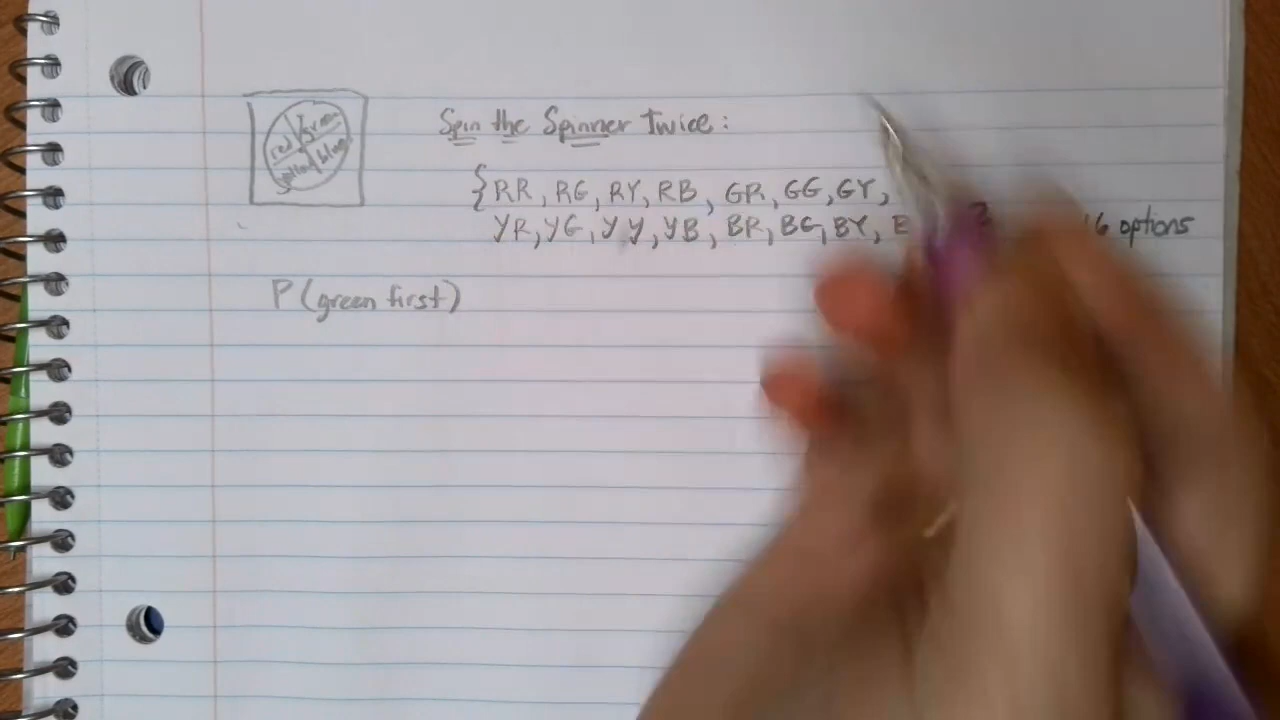 red green yellow blue
Spin the Spinner Twice:
{RR, RG, RY, RB, GR, GG, GY,
YR, YG, YY, YB, BR, BG, BY, B 6 options
P(green first)